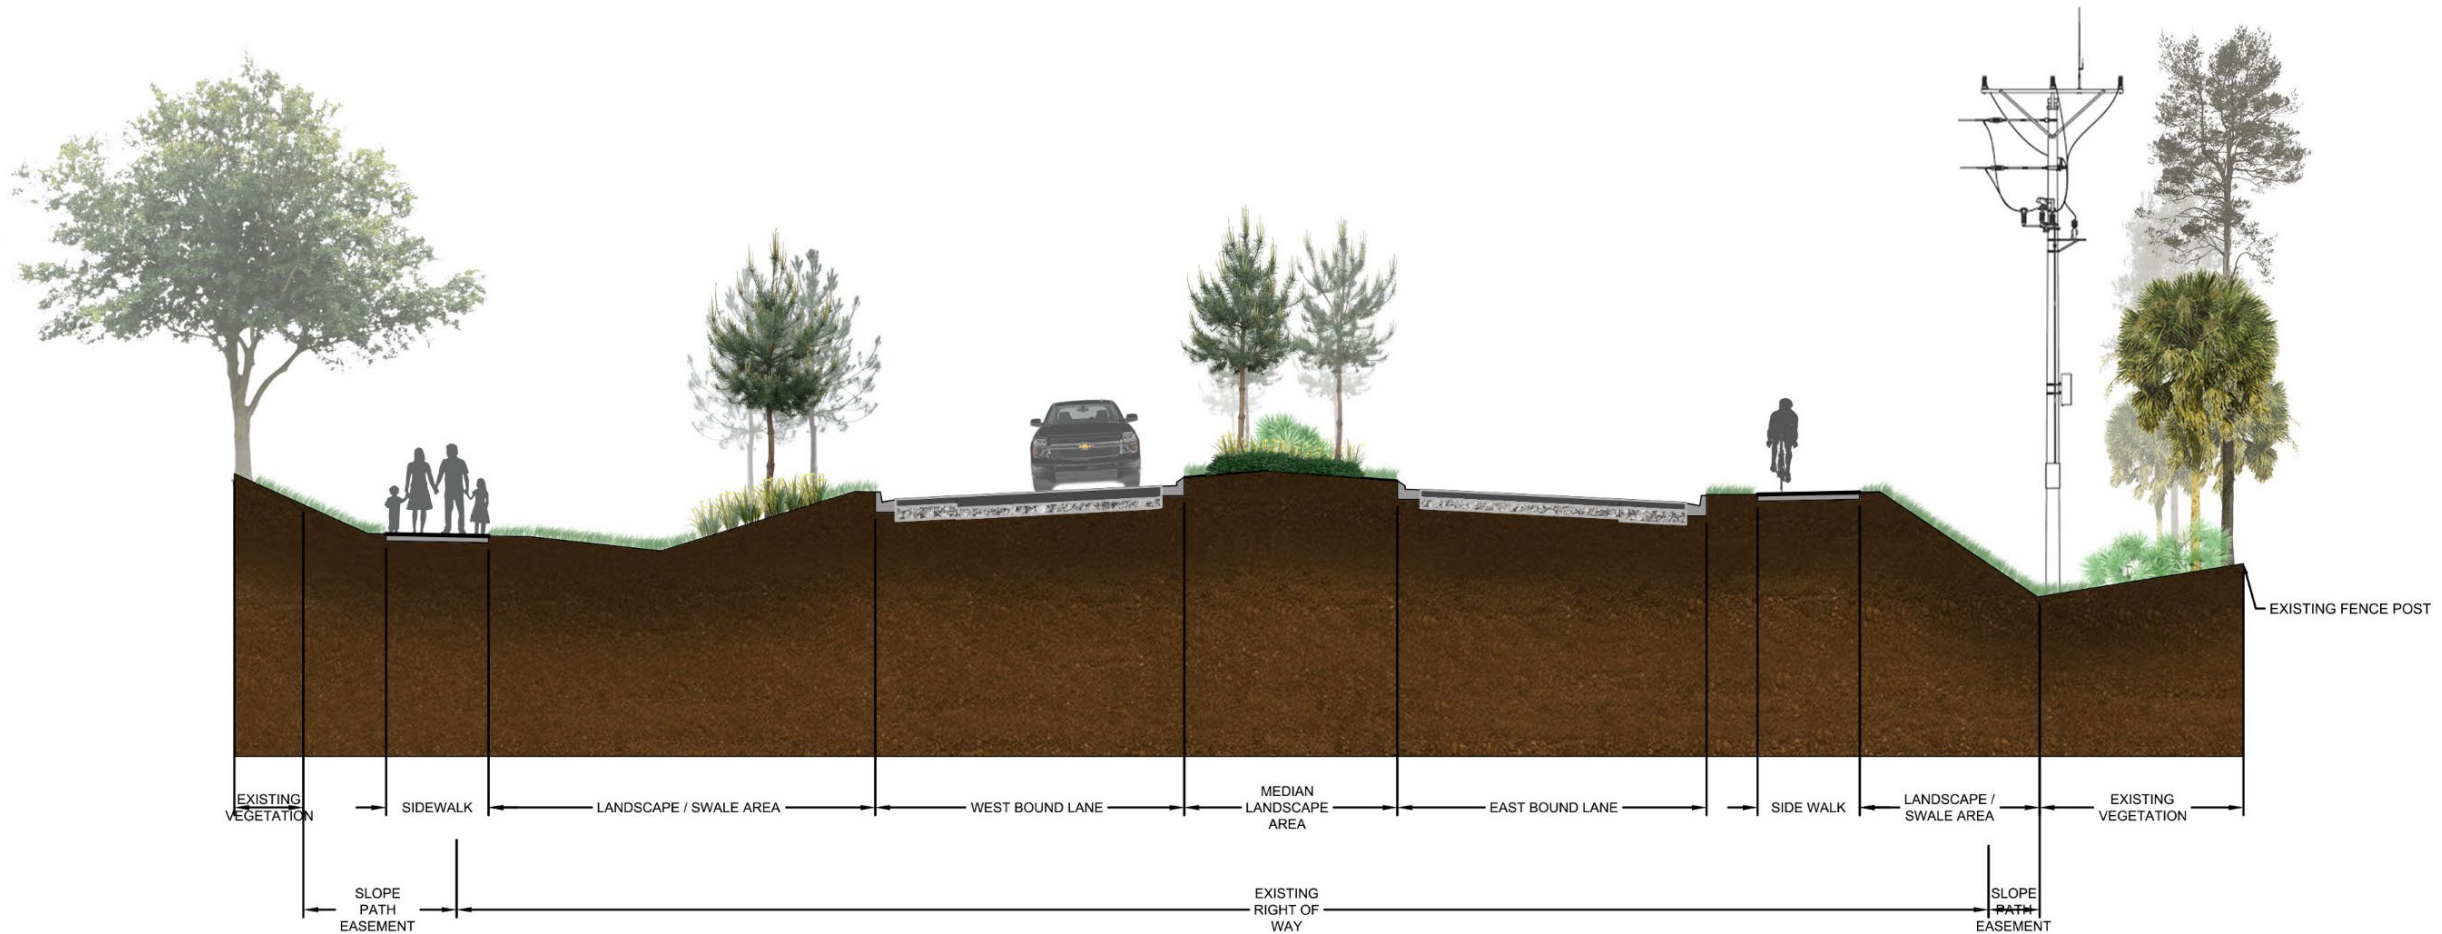 EXISTING FENCE POST
EXISTING
VEGETATION
SIDEWALK
LANDSCAPE / SWALE AREA
WEST BOUND LANE
MEDIAN
LANDSCAPE
AREA
EAST BOUND LANE
SIDE WALK
LANDSCAPE /
SWALE AREA
EXISTING
VEGETATION
SLOPE
PATH
EASEMENT
EXISTING
RIGHT OF
WAY
SLOPE
PATH
EASEMENT